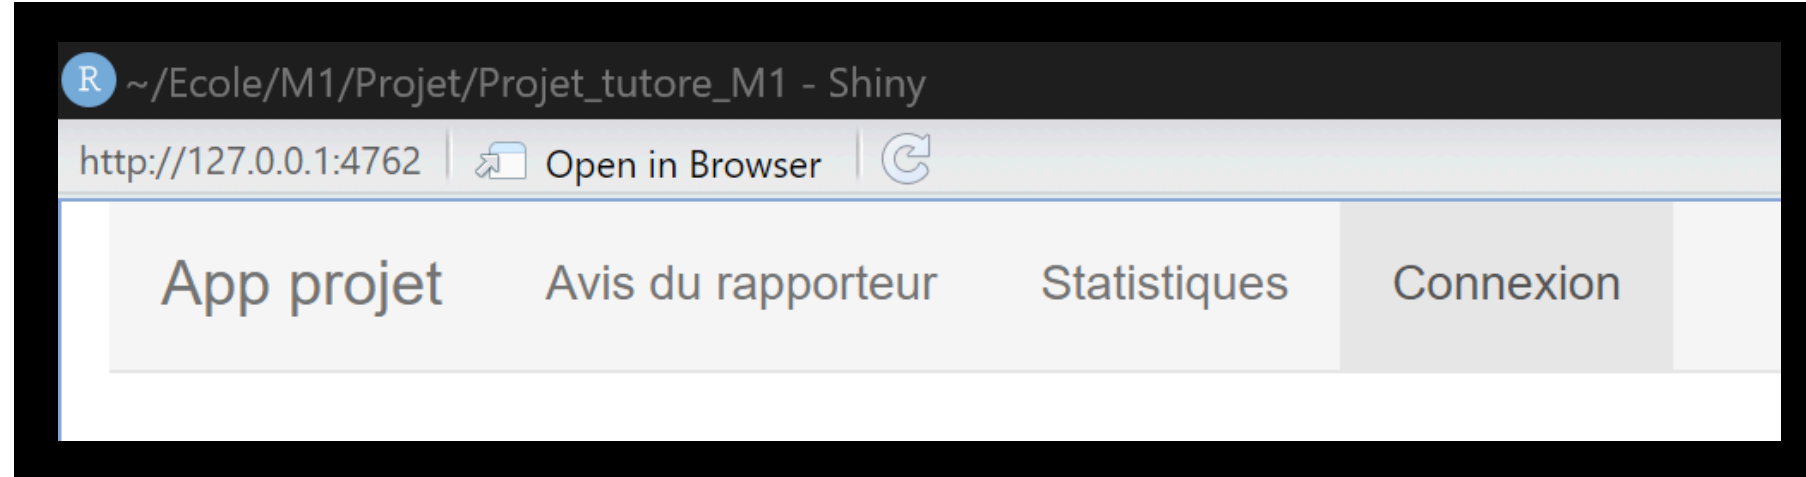 R ~/Ecole/M1/Projet/Projet_tutore_M1 - Shiny
http://127.0.0.1:4762 Open in Browser
App projet Avis du rapporteur Statistiques Connexion